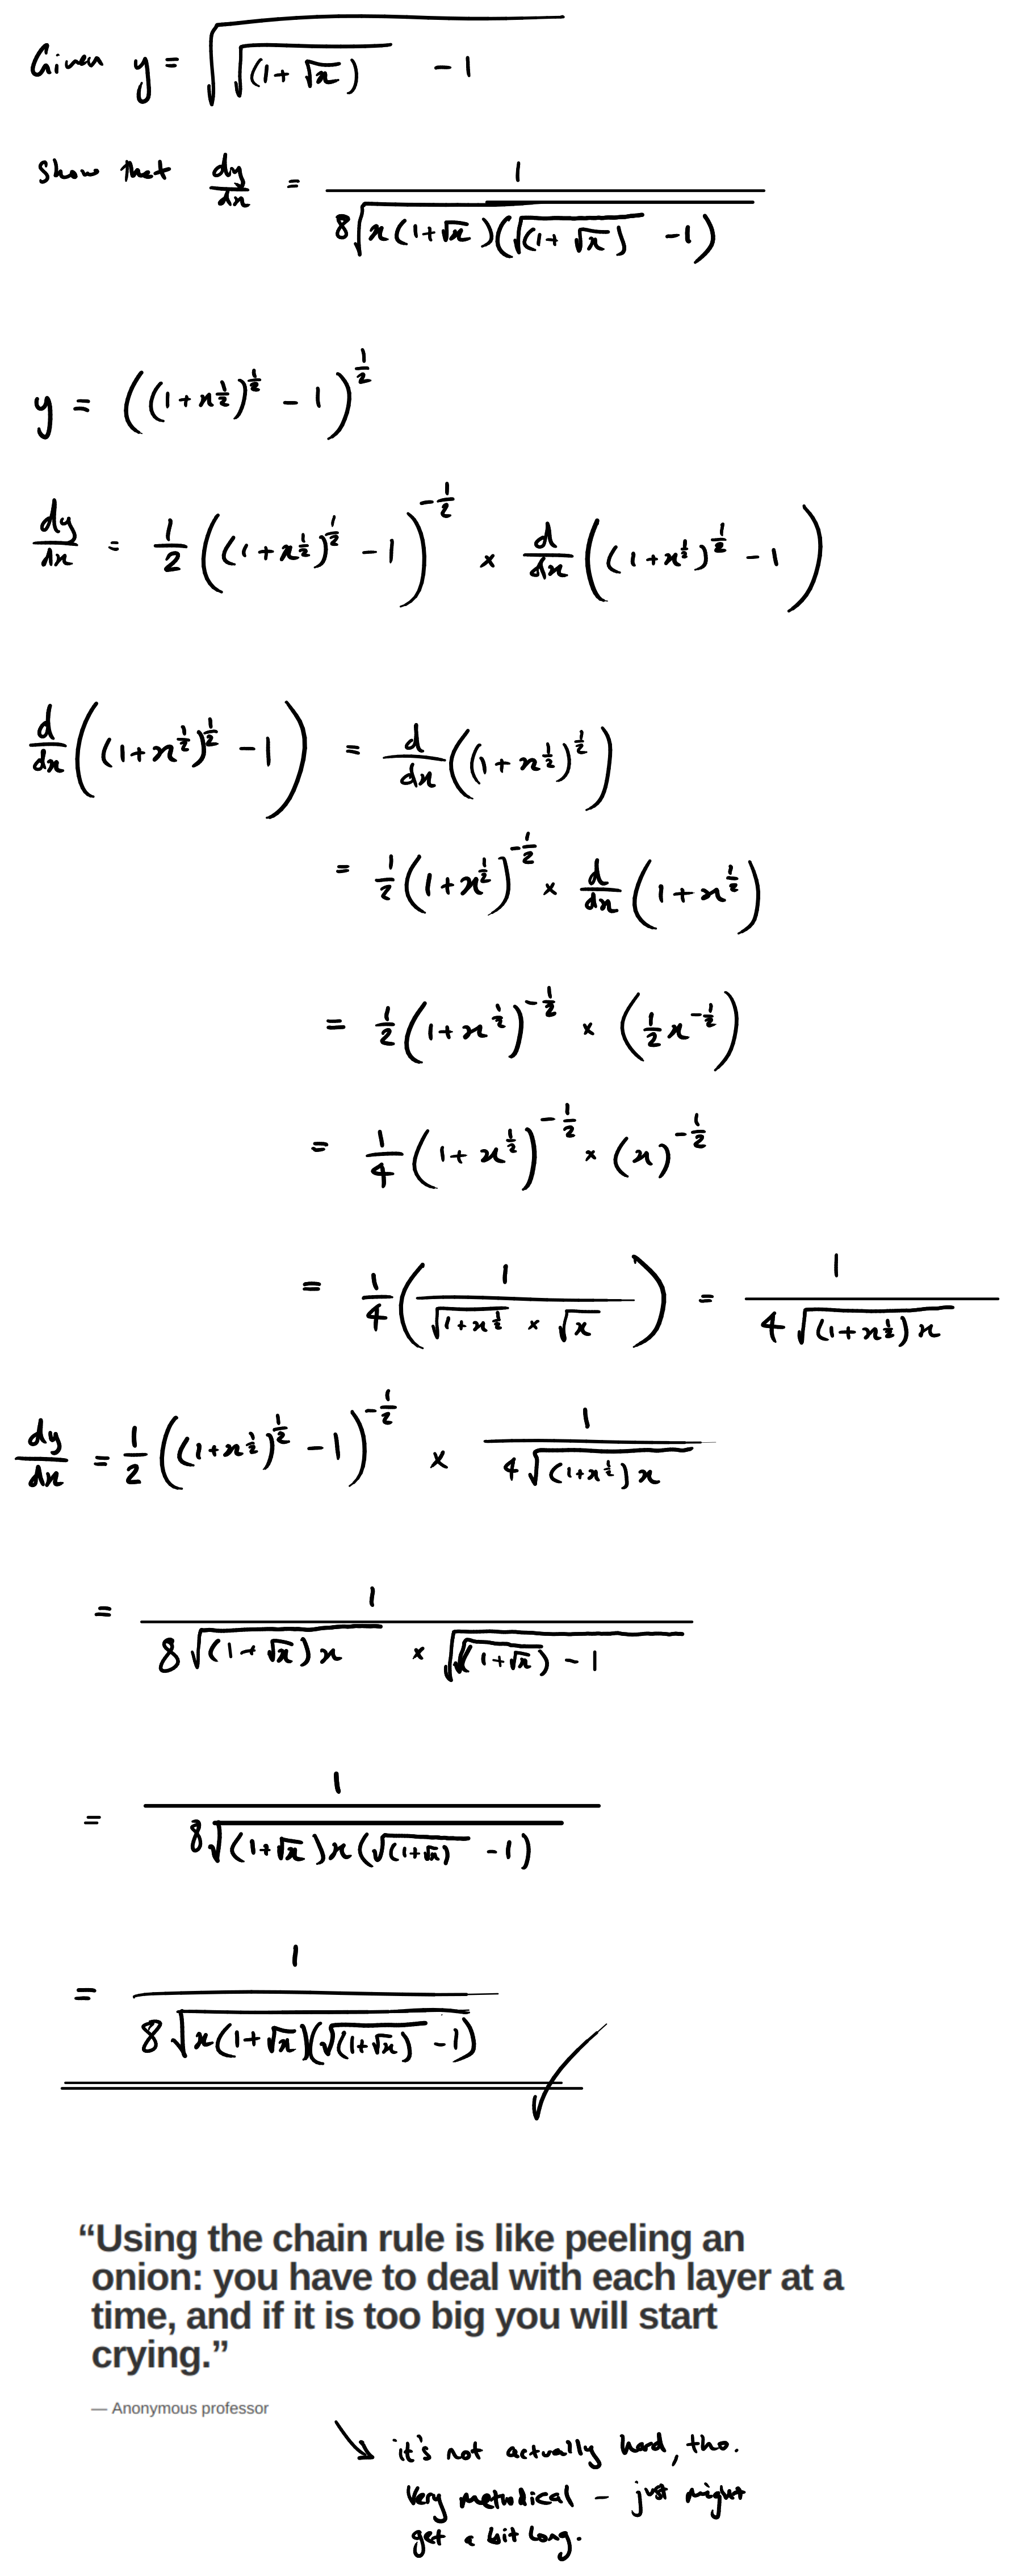 Given y = √(√(1+√x) - 1)
Show that dy/dx = 1/(8√(x(1+√x)(√(1+√x) - 1)))
y = ((1+x^(1/2))^(1/2) - 1)^(1/2)
dy/dx = 1/2((1+x^(1/2))^(1/2) - 1)^(-1/2) × d/dx((1+x^(1/2))^(1/2) - 1)
d/dx((1+x^(1/2))^(1/2) - 1) = d/dx((1+x^(1/2))^(1/2))
= 1/2(1+x^(1/2))^(-1/2) × d/dx(1+x^(1/2))
= 1/2(1+x^(1/2))^(-1/2) × (1/2x^(-1/2))
= 1/4(1+x^(1/2))^(-1/2) × (x)^(-1/2)
= 1/4(1/(√(1+x^(1/2)) × √x)) = 1/(4√((1+x^(1/2))x))
dy/dx = 1/2((1+x^(1/2))^(1/2) - 1)^(-1/2) × 1/(4√((1+x^(1/2))x))
= 1/(8√((1+√x)x) × √(√(1+√x) - 1))
= 1/(8√((1+√x)x(√(1+√x) - 1)))
= 1/(8√(x(1+√x)(√(1+√x) - 1))) ✓
“Using the chain rule is like peeling an
onion: you have to deal with each layer at a
time, and if it is too big you will start
crying.”
— Anonymous professor
it's not actually hard, tho.
Very methodical – just might
get a bit long.